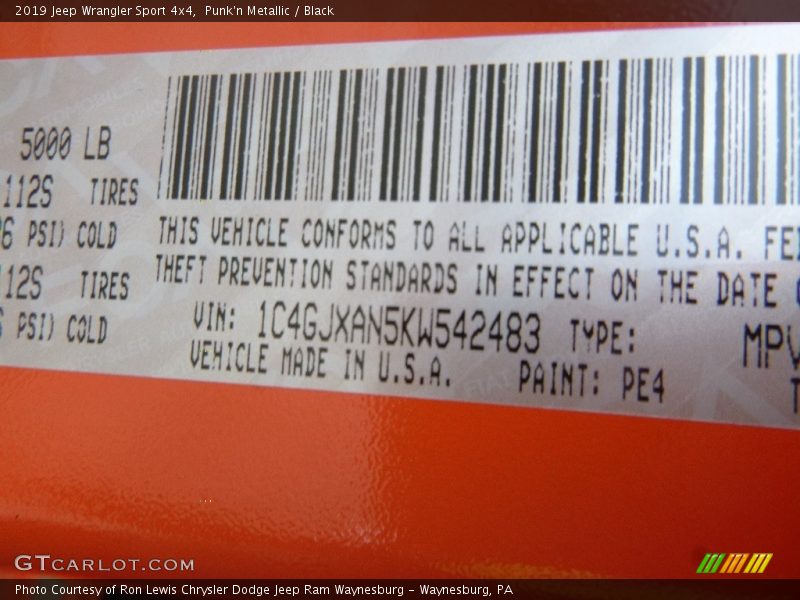 2019 Jeep Wrangler Sport 4x4,  Punk'n Metallic / Black
5000 LB
112S TIRES
PSI) COLD
112S TIRES
PSI) COLD
THIS VEHICLE CONFORMS TO ALL APPLICABLE U.S.A.
THEFT PREVENTION STANDARDS IN EFFECT ON THE DATE
VIN: 1C4GJXAN5KW542483 TYPE: MPV
VEHICLE MADE IN U.S.A. PAINT: PE4
GTCARLOT.COM
Photo Courtesy of Ron Lewis Chrysler Dodge Jeep Ram Waynesburg - Waynesburg, PA